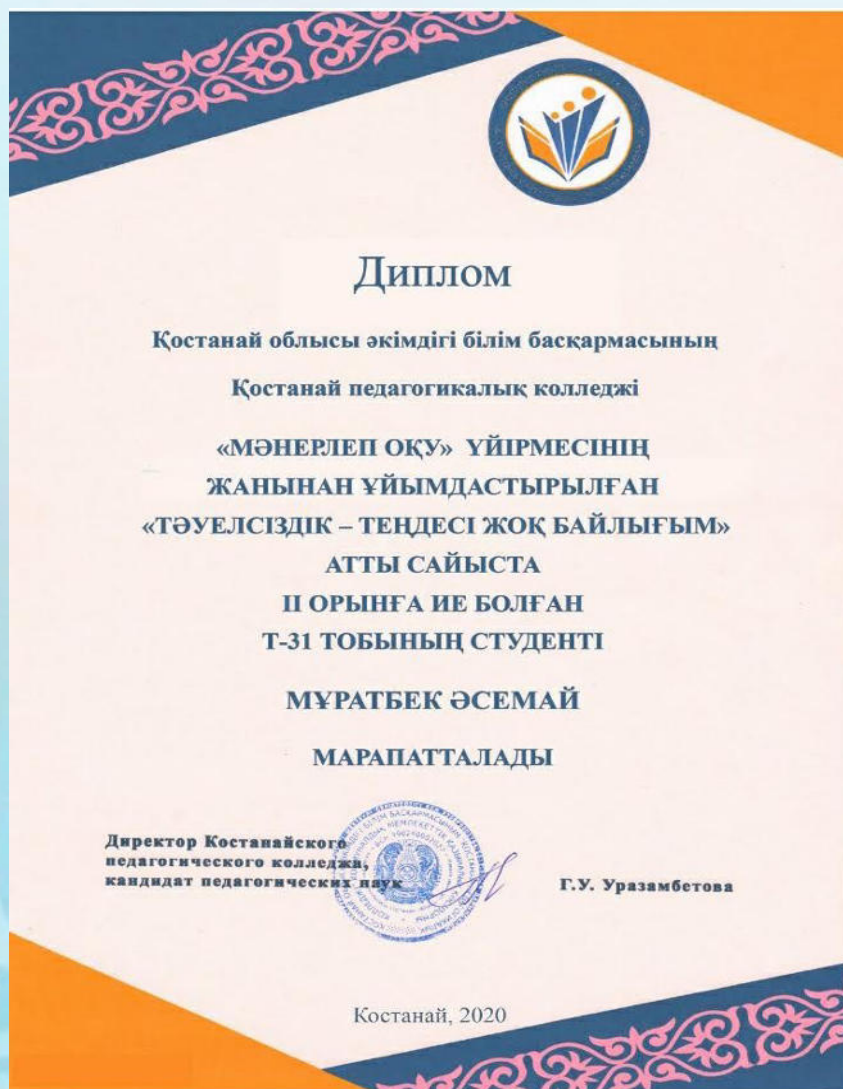 Диплом
Қостанай облысы әкімдігі білім басқармасының
Қостанай педагогикалық колледжі
«МӘНЕРЛЕП ОҚУ» ҮЙІРМЕСІНІҢ
ЖАНЫНАН ҰЙЫМДАСТЫРЫЛҒАН
«ТӘУЕЛСІЗДІК – ТЕҢДЕСІ ЖОҚ БАЙЛЫҒЫМ»
АТТЫ САЙЫСТА
ІІ ОРЫНҒА ИЕ БОЛҒАН
Т-31 ТОБЫНЫҢ СТУДЕНТІ
МҰРАТБЕК ӘСЕМАЙ
МАРАПАТТАЛАДЫ
Директор Костанайского
педагогического колледжа,
кандидат педагогических наук
Г.У. Уразамбетова
Костанай, 2020